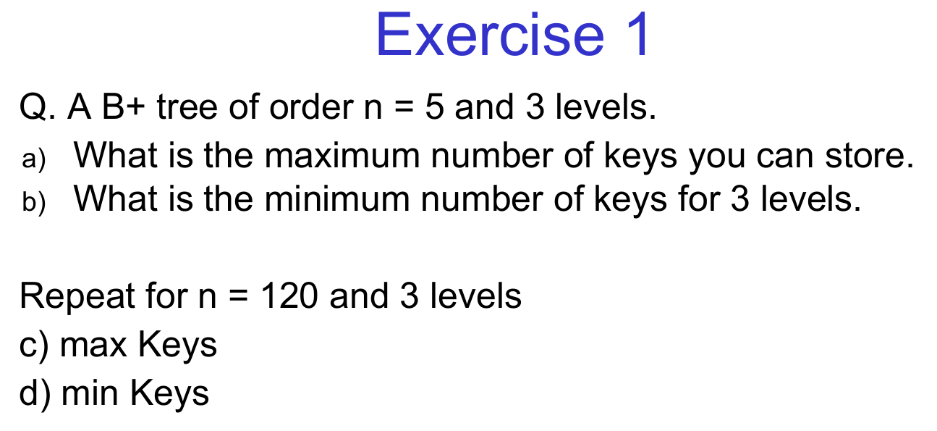 Exercise 1
Q. A B+ tree of order n = 5 and 3 levels.
a) What is the maximum number of keys you can store.
b) What is the minimum number of keys for 3 levels.
Repeat for n = 120 and 3 levels
c) max Keys
d) min Keys